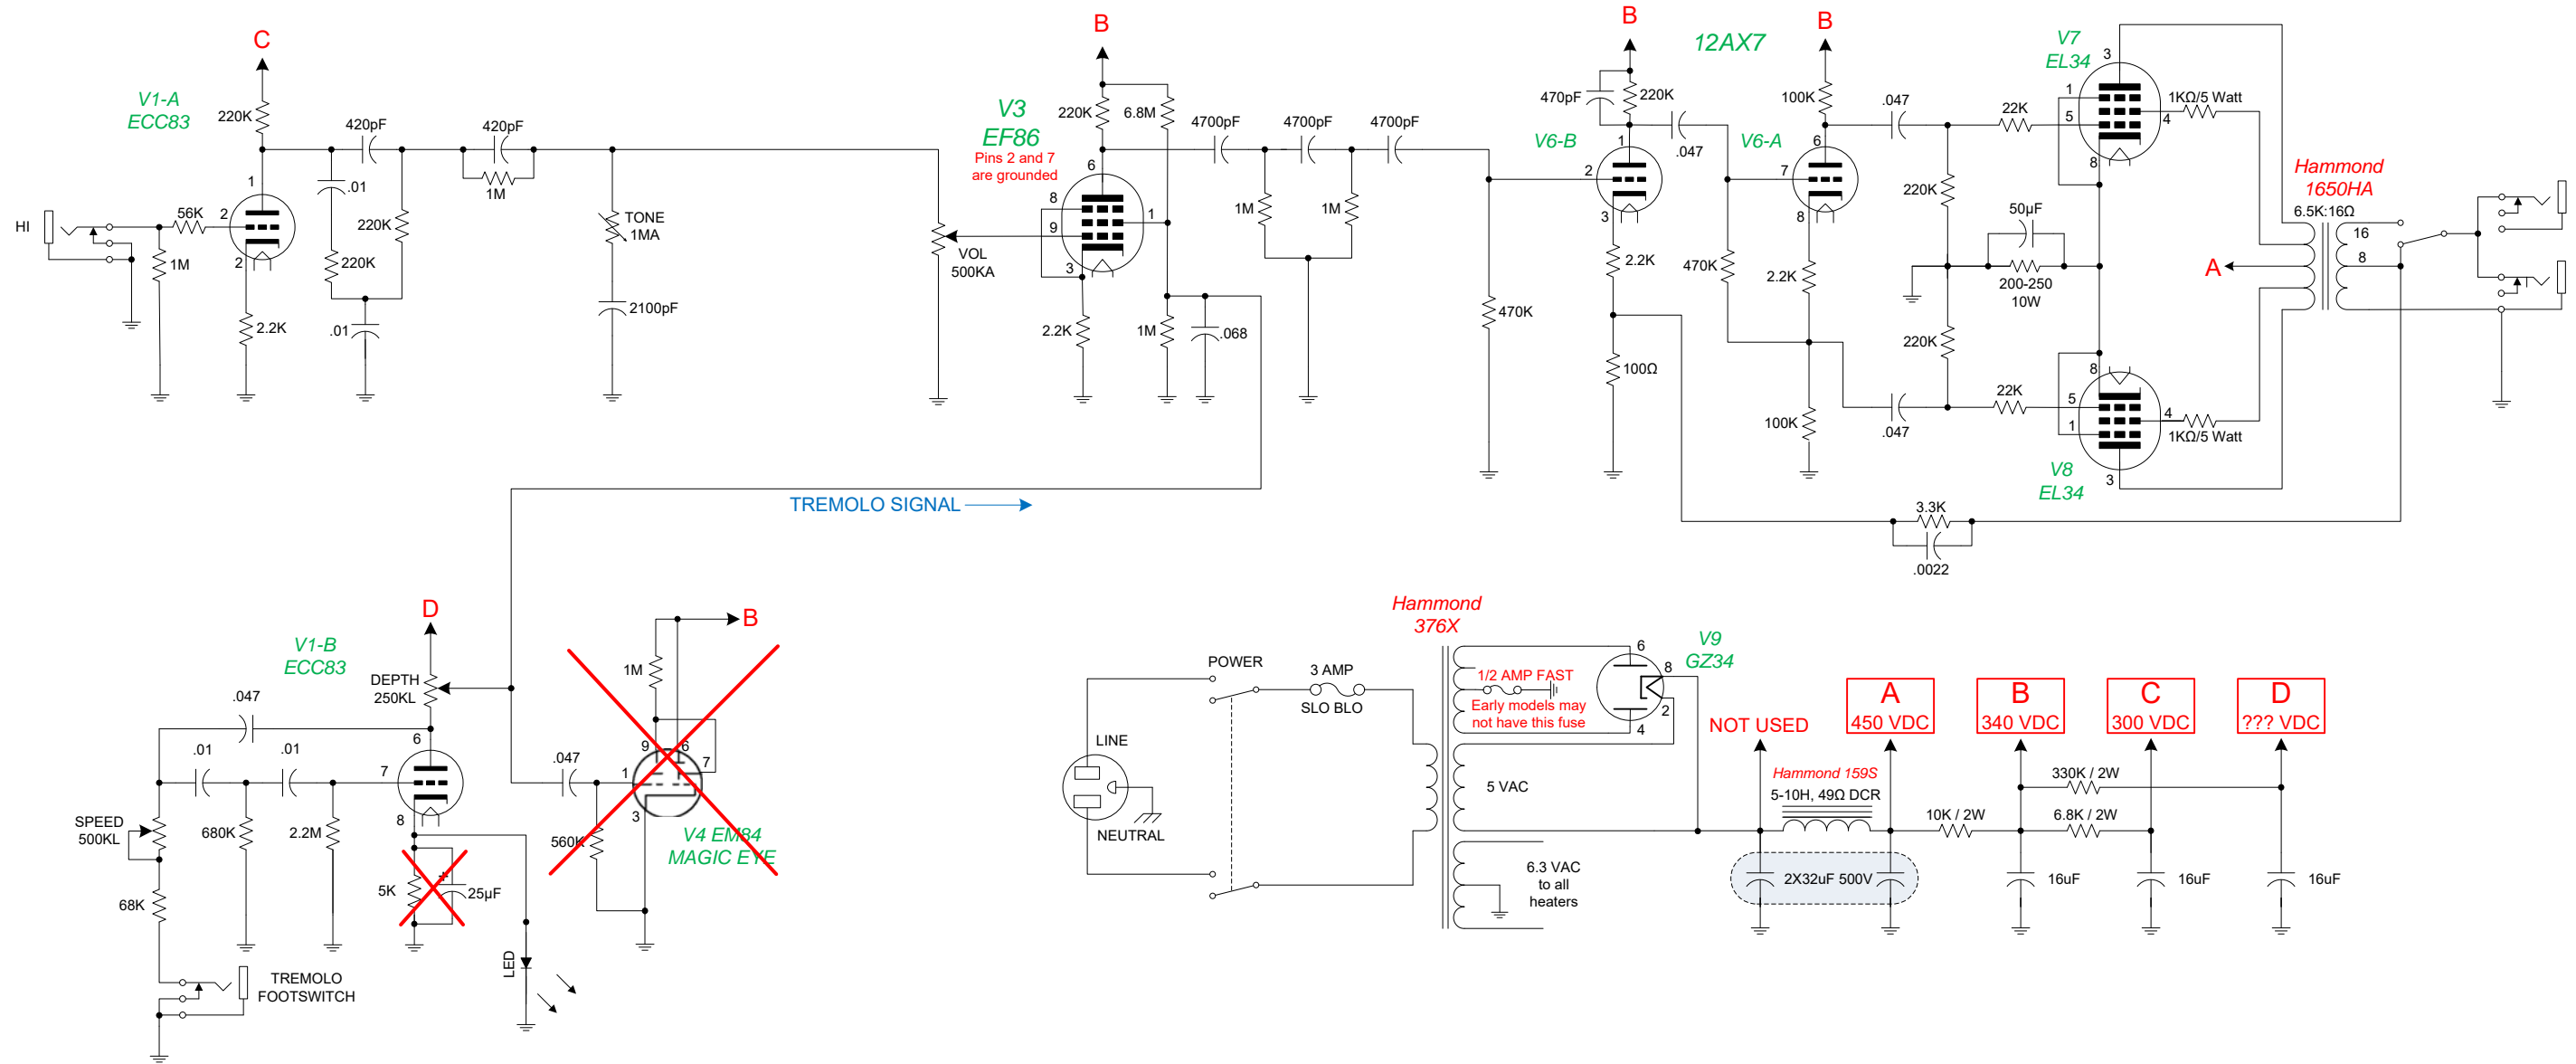 C
V1-A
ECC83
220K
420pF
420pF
1M
1
.01
HI
56K
2
1M
2
220K
220K
2.2K
.01
TONE
1MA
2100pF
VOL
500KA
B
V3
EF86
Pins 2 and 7
are grounded
220K
6.8M
6
8
9
1
3
2.2K
1M
.068
4700pF
4700pF
4700pF
1M
1M
470K
B
12AX7
470pF
220K
V6-B
1
2
3
.047
2.2K
100Ω
B
100K
V6-A
6
7
8
470K
2.2K
100K
.047
22K
220K
50µF
200-250
10W
220K
22K
.047
V7
EL34
3
1
5
4
8
1KΩ/5 Watt
8
5
1
4
3
1KΩ/5 Watt
V8
EL34
Hammond
1650HA
6.5K:16Ω
A
16
8
3.3K
.0022
TREMOLO SIGNAL
D
V1-B
ECC83
DEPTH
250KL
.047
6
.01
.01
7
8
SPEED
500KL
680K
2.2M
68K
5K
+
25µF
LED
TREMOLO
FOOTSWITCH
B
1M
9
6
7
.047
1
3
560K
V4 EM84
MAGIC EYE
Hammond
376X
POWER
3 AMP
SLO BLO
LINE
NEUTRAL
1/2 AMP FAST
Early models may
not have this fuse
6
8
2
4
V9
GZ34
5 VAC
6.3 VAC
to all
heaters
NOT USED
Hammond 159S
5-10H, 49Ω DCR
2X32uF 500V
A
450 VDC
B
340 VDC
C
300 VDC
D
??? VDC
330K / 2W
10K / 2W
6.8K / 2W
16uF
16uF
16uF